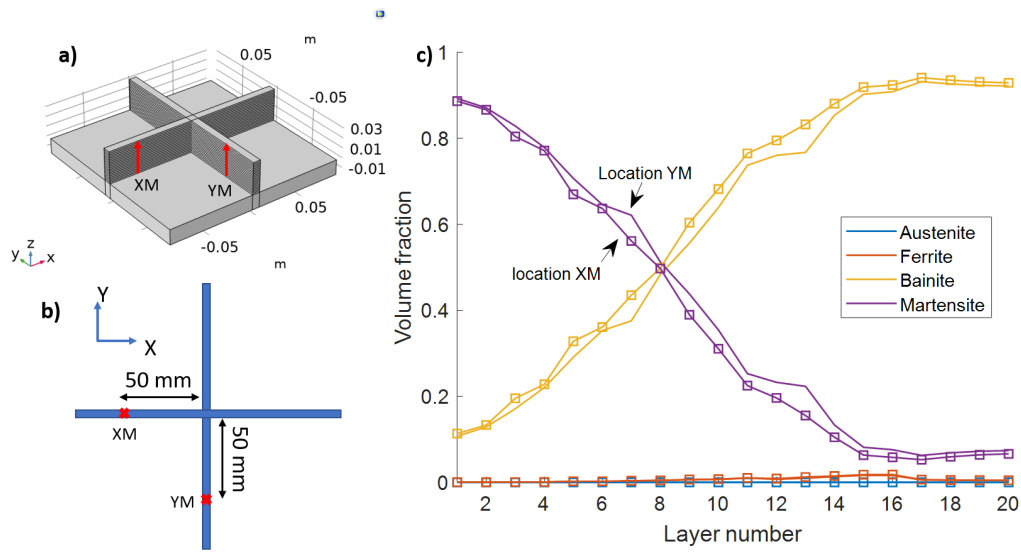 a)
m
0.05
-0.05
0.03
0.01
-0.01
XM
YM
0.05
-0.05
m
z
y
x
b)
Y
X
50 mm
XM
50 mm
YM
c)
1
0.8
0.6
0.4
0.2
0
Volume fraction
Location YM
location XM
Austenite
Ferrite
Bainite
Martensite
2 4 6 8 10 12 14 16 18 20
Layer number